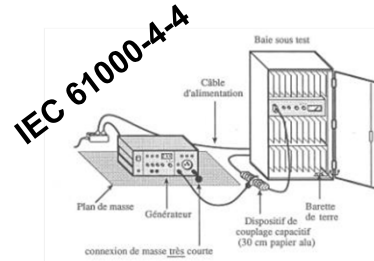 IEC 61000-4-4
Baie sous test
Câble
d'alimentation
Plan de masse
Générateur
connexion de masse très courte
Dispositif de
couplage capacitif
(30 cm papier alu)
Barette
de terre